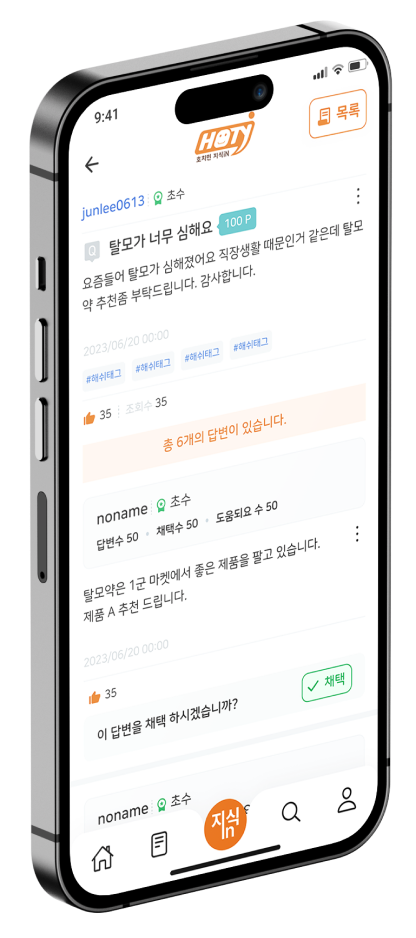 9:41
HOTY
호치민 지식iN
목록
junlee0613 초수
Q 탈모가 너무 심해요 100 P
요즘들어 탈모가 심해졌어요 직장생활 때문인거 같은데 탈모
약 추천좀 부탁드립니다. 감사합니다.
2023/06/20 00:00
#해쉬태그 #해쉬태그 #해쉬태그 #해쉬태그
35 조회수 35
총 6개의 답변이 있습니다.
noname 초수
답변수 50 채택수 50 도움되요 수 50
탈모약은 1군 마켓에서 좋은 제품을 팔고 있습니다.
제품 A 추천 드립니다.
2023/06/20 00:00
35
이 답변을 채택 하시겠습니까?
채택
noname 초수
지식
in